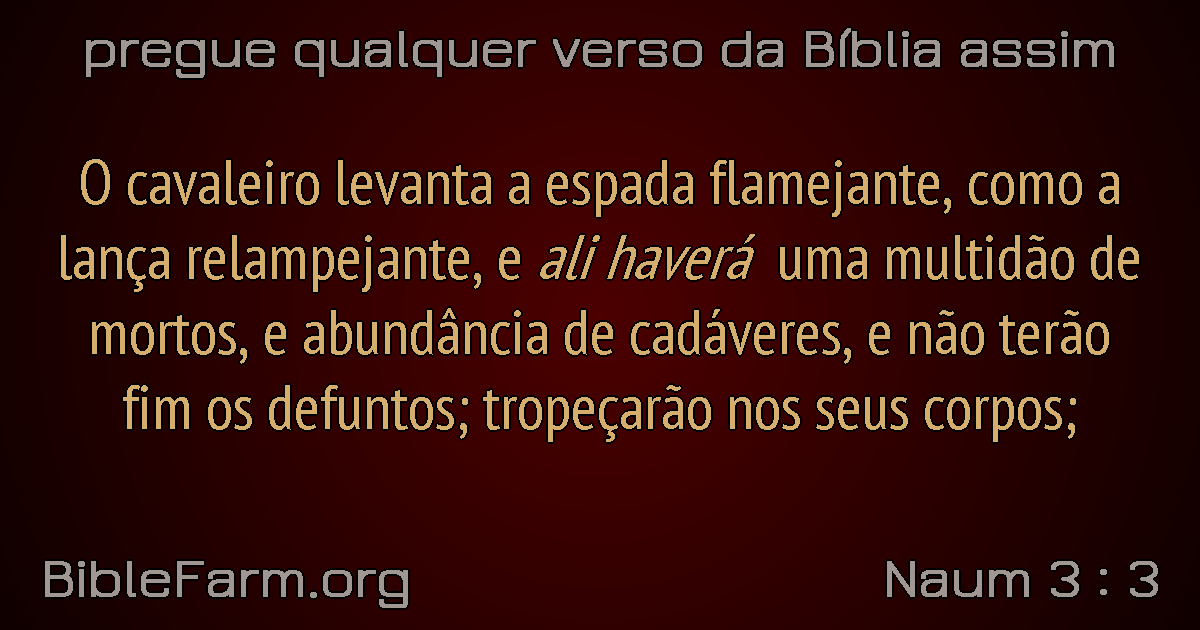 pregue qualquer verso da Bíblia assim
O cavaleiro levanta a espada flamejante, como a
lança relampejante, e ali haverá uma multidão de
mortos, e abundância de cadáveres, e não terão
fim os defuntos; tropeçarão nos seus corpos;
BibleFarm.org
Naum 3 : 3